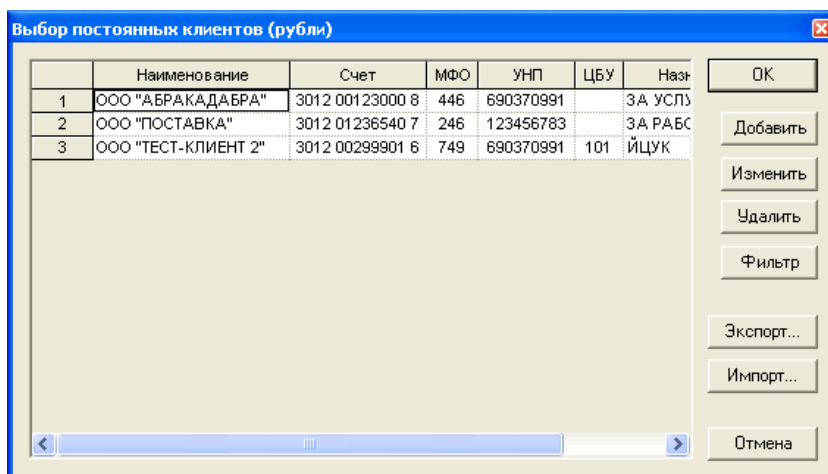 Выбор постоянных клиентов (рубли)
Наименование Счет МФО УНП ЦБУ Назн OK
1 ООО "АБРАКАДАБРА" 3012 00123000 8 446 690370991 ЗА УСЛУ
2 ООО "ПОСТАВКА" 3012 01236540 7 246 123456783 ЗА РАБО Добавить
3 ООО "ТЕСТ-КЛИЕНТ 2" 3012 00299901 6 749 690370991 101 ЙЦУК
Изменить
Удалить
Фильтр
Экспорт...
Импорт...
Отмена